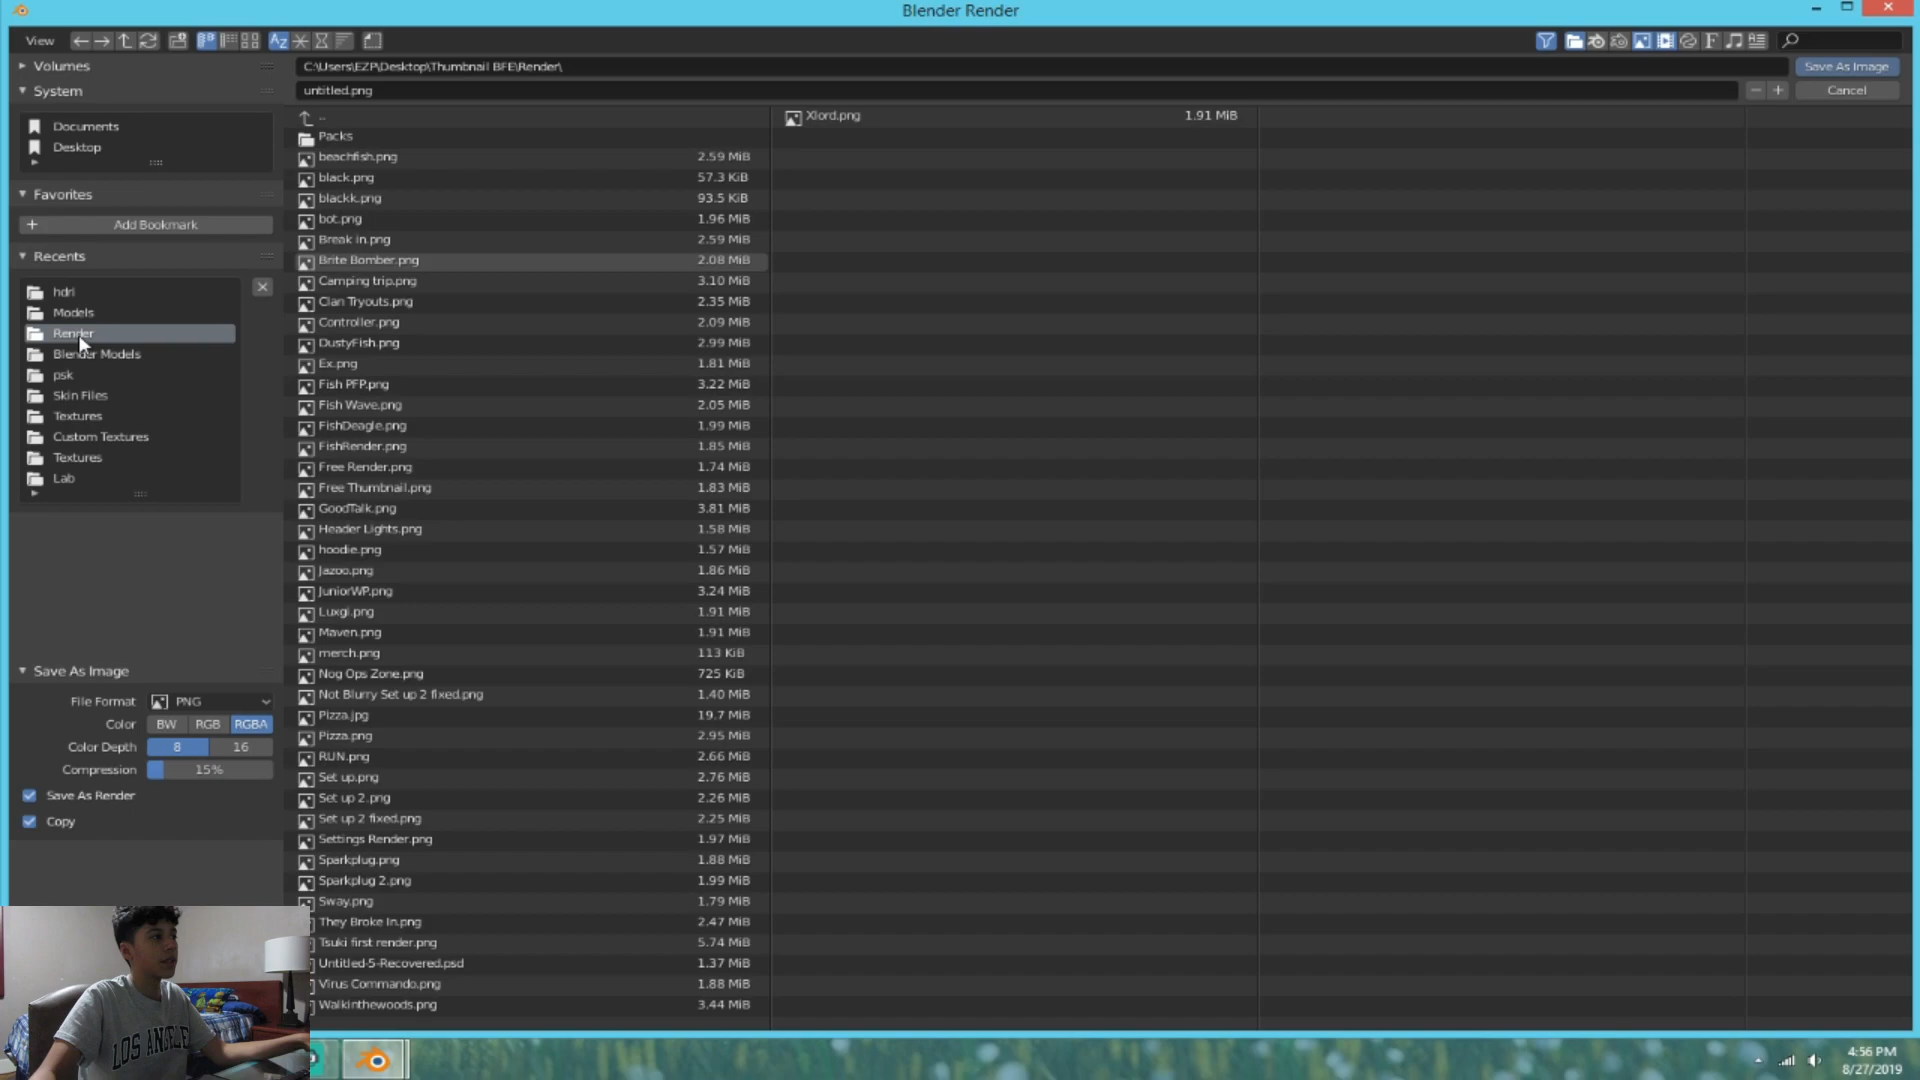 Blender Render
View
C:\Users\EZP\Desktop\Thumbnail BFE\Render\
Save As Image
untitled.png
Cancel
Volumes
System
Documents
Desktop
Favorites
Add Bookmark
Recents
hdri
Models
Render
Blender Models
psk
Skin Files
Textures
Custom Textures
Textures
Lab
Save As Image
File Format PNG
Color BW RGB RGBA
Color Depth 8 16
Compression 15%
Save As Render
Copy
..
Packs
beachfish.png 2.59 MiB
black.png 57.3 KiB
blackk.png 93.5 KiB
bot.png 1.96 MiB
Break in.png 2.59 MiB
Brite Bomber.png 2.08 MiB
Camping trip.png 3.10 MiB
Clan Tryouts.png 2.35 MiB
Controller.png 2.09 MiB
DustyFish.png 2.99 MiB
Ex.png 1.81 MiB
Fish PFP.png 3.22 MiB
Fish Wave.png 2.05 MiB
FishDeagle.png 1.99 MiB
FishRender.png 1.85 MiB
Free Render.png 1.74 MiB
Free Thumbnail.png 1.83 MiB
GoodTalk.png 3.81 MiB
Header Lights.png 1.58 MiB
hoodie.png 1.57 MiB
Jazoo.png 1.86 MiB
JuniorWP.png 3.24 MiB
Luxgi.png 1.91 MiB
Maven.png 1.91 MiB
merch.png 113 KiB
Nog Ops Zone.png 725 KiB
Not Blurry Set up 2 fixed.png 1.40 MiB
Pizza.jpg 19.7 MiB
Pizza.png 2.95 MiB
RUN.png 2.66 MiB
Set up.png 2.76 MiB
Set up 2.png 2.26 MiB
Set up 2 fixed.png 2.25 MiB
Settings Render.png 1.97 MiB
Sparkplug.png 1.88 MiB
Sparkplug 2.png 1.99 MiB
Sway.png 1.79 MiB
They Broke In.png 2.47 MiB
Tsuki first render.png 5.74 MiB
Untitled-5-Recovered.psd 1.37 MiB
Virus Commando.png 1.88 MiB
Walkinthewoods.png 3.44 MiB
Xlord.png 1.91 MiB
LOS ANGELES
4:56 PM
8/27/2019